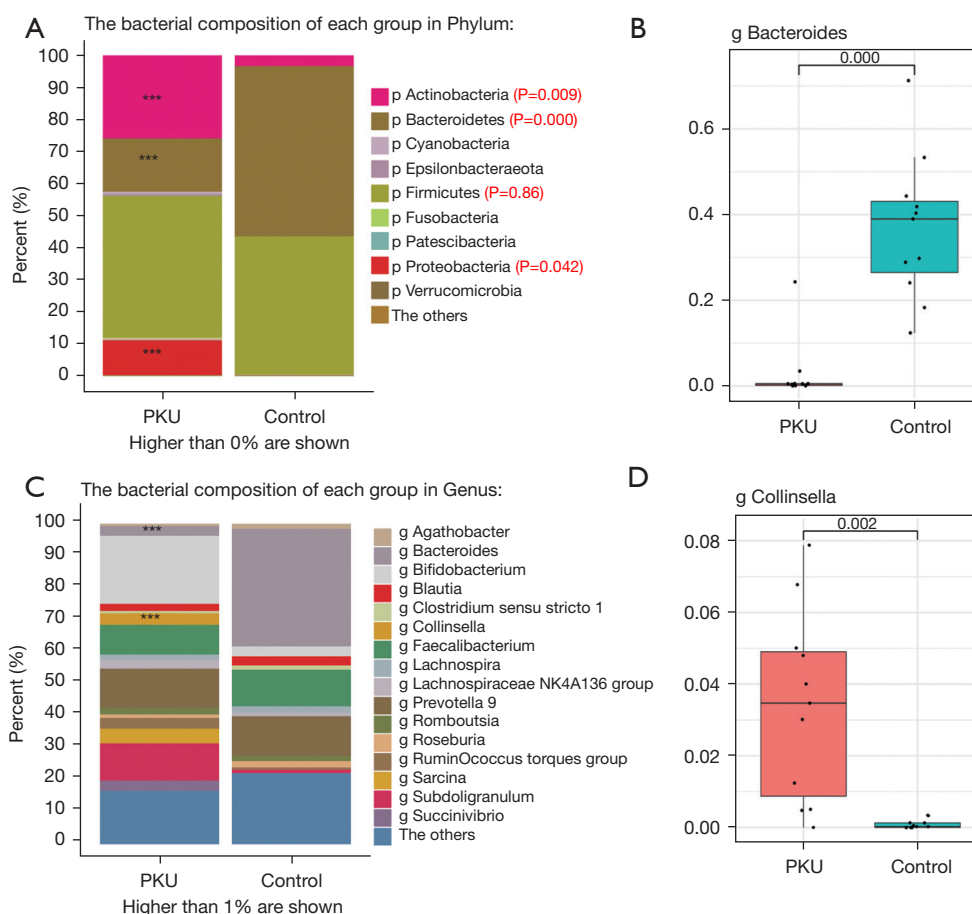 A
The bacterial composition of each group in Phylum:
100
90
80
70
60
50
40
30
20
10
0
Percent (%)
***
***
***
PKU
Control
Higher than 0% are shown
p Actinobacteria (P=0.009)
p Bacteroidetes (P=0.000)
p Cyanobacteria
p Epsilonbacteraeota
p Firmicutes (P=0.86)
p Fusobacteria
p Patescibacteria
p Proteobacteria (P=0.042)
p Verrucomicrobia
The others
B
g Bacteroides
0.000
0.6
0.4
0.2
0.0
PKU
Control
C
The bacterial composition of each group in Genus:
100
90
80
70
60
50
40
30
20
10
0
Percent (%)
***
***
PKU
Control
Higher than 1% are shown
g Agathobacter
g Bacteroides
g Bifidobacterium
g Blautia
g Clostridium sensu stricto 1
g Collinsella
g Faecalibacterium
g Lachnospira
g Lachnospiraceae NK4A136 group
g Prevotella 9
g Romboutsia
g Roseburia
g RuminOcoccus torques group
g Sarcina
g Subdoligranulum
g Succinivibrio
The others
D
g Collinsella
0.002
0.08
0.06
0.04
0.02
0.00
PKU
Control